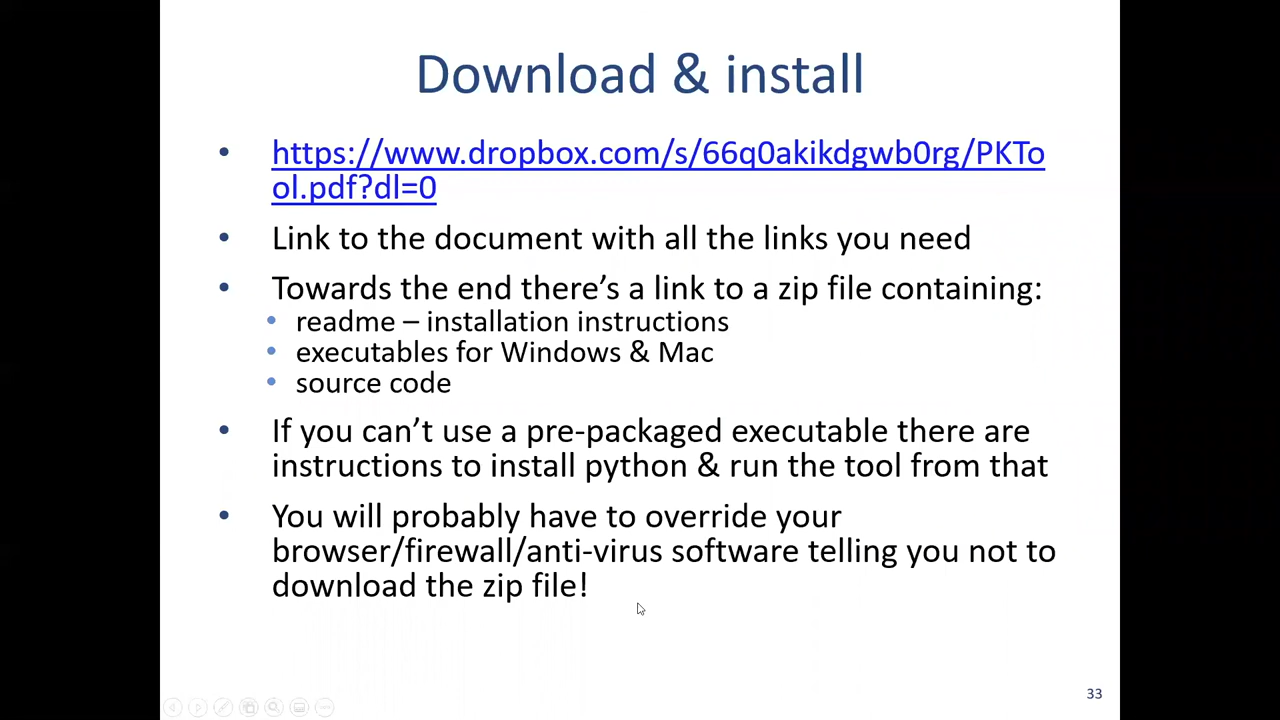 Download & install
• https://www.dropbox.com/s/66q0akikdgwb0rg/PKTo
ol.pdf?dl=0
• Link to the document with all the links you need
• Towards the end there’s a link to a zip file containing:
• readme – installation instructions
• executables for Windows & Mac
• source code
• If you can’t use a pre-packaged executable there are
instructions to install python & run the tool from that
• You will probably have to override your
browser/firewall/anti-virus software telling you not to
download the zip file!
33